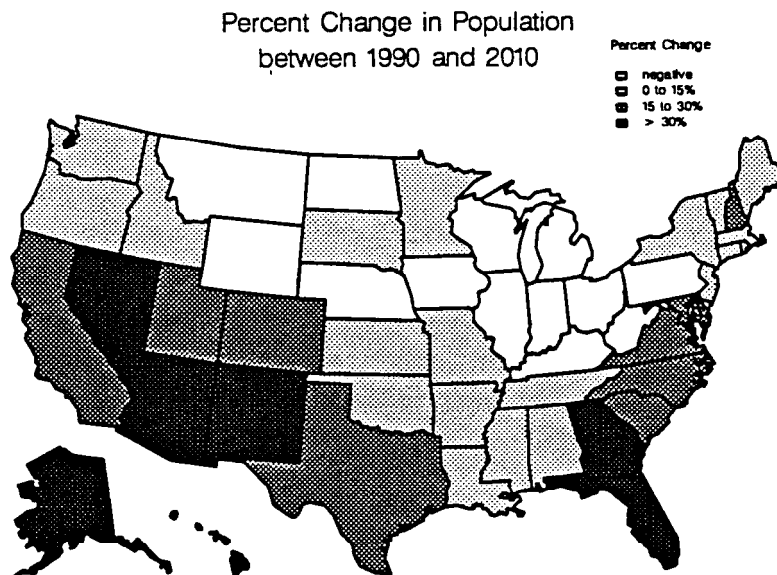 Percent Change in Population
between 1990 and 2010
Percent Change
negative
0 to 15%
15 to 30%
> 30%